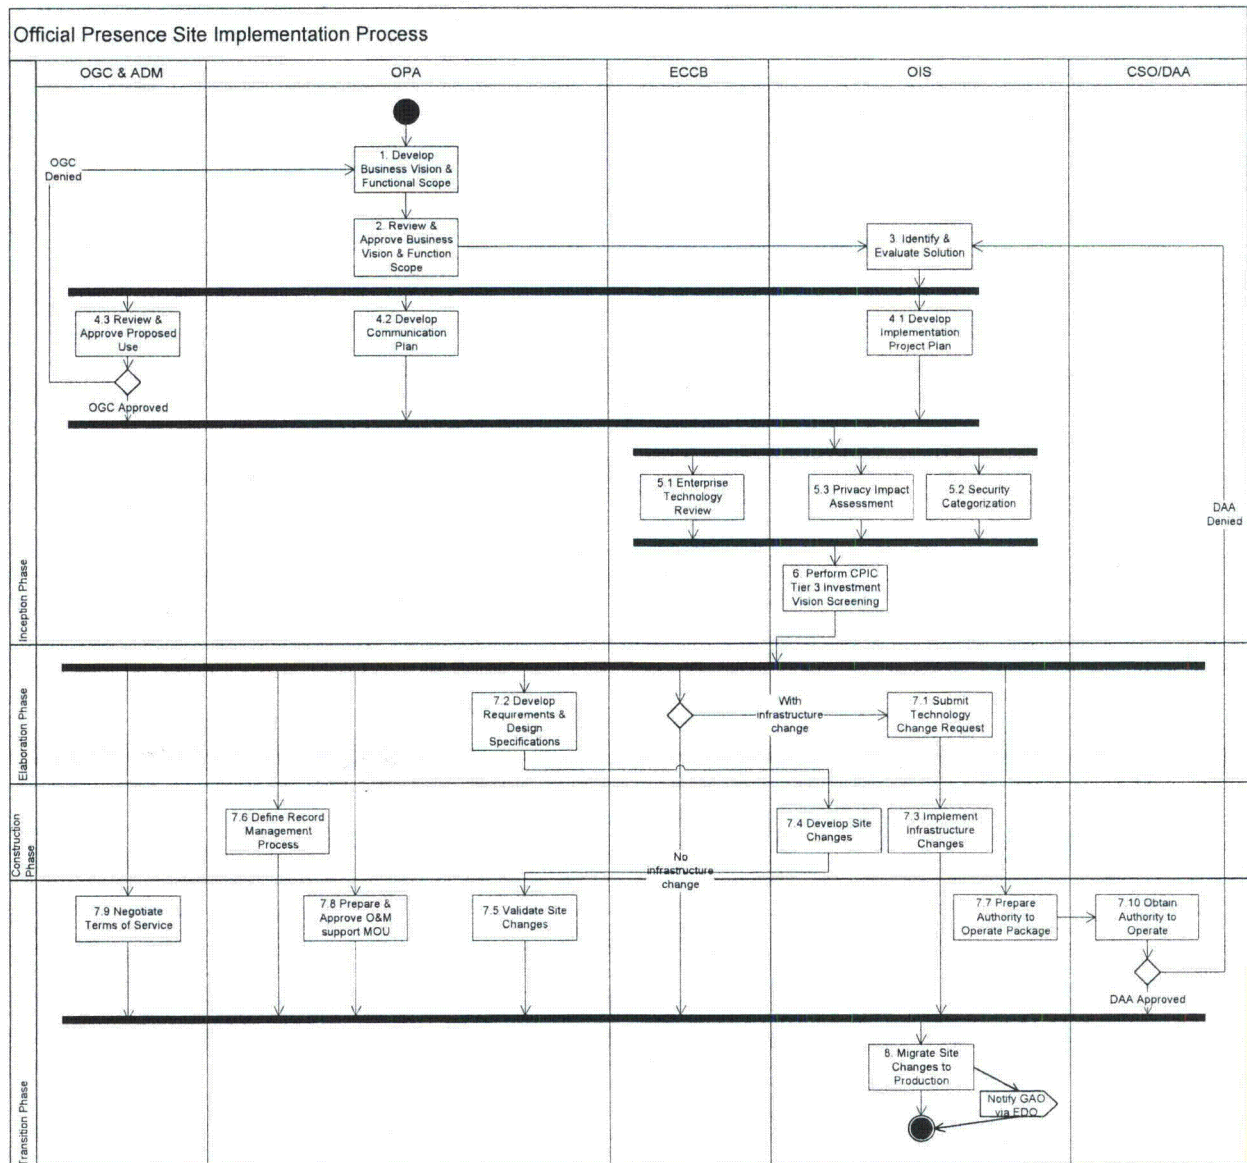 Official Presence Site Implementation Process
OGC & ADM
OPA
ECCB
OIS
CSO/DAA
OGC
Denied
1. Develop
Business Vision &
Functional Scope
2. Review &
Approve Business
Vision & Function
Scope
3. Identify &
Evaluate Solution
4.3 Review &
Approve Proposed
Use
4.2 Develop
Communication
Plan
4.1 Develop
Implementation
Project Plan
OGC Approved
5.1 Enterprise
Technology
Review
5.3 Privacy Impact
Assessment
5.2 Security
Categorization
DAA
Denied
6. Perform CPIC
Tier 3 Investment
Vision Screening
Inception Phase
7.2 Develop
Requirements &
Design
Specifications
With
infrastructure
change
7.1 Submit
Technology
Change Request
Elaboration Phase
7.6 Define Record
Management
Process
7.4 Develop Site
Changes
7.3 Implement
Infrastructure
Changes
Construction
Phase
No
infrastructure
change
7.9 Negotiate
Terms of Service
7.8 Prepare &
Approve O&M
support MOU
7.5 Validate Site
Changes
7.7 Prepare
Authority to
Operate Package
7.10 Obtain
Authority to
Operate
DAA Approved
8. Migrate Site
Changes to
Production
Notify GAO
via EDO
Transition Phase